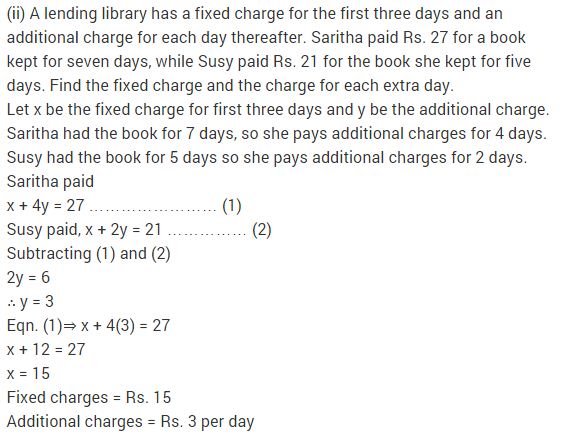 (ii) A lending library has a fixed charge for the first three days and an
additional charge for each day thereafter. Saritha paid Rs. 27 for a book
kept for seven days, while Susy paid Rs. 21 for the book she kept for five
days. Find the fixed charge and the charge for each extra day.
Let x be the fixed charge for first three days and y be the additional charge.
Saritha had the book for 7 days, so she pays additional charges for 4 days.
Susy had the book for 5 days so she pays additional charges for 2 days.
Saritha paid
x + 4y = 27 …………………… (1)
Susy paid, x + 2y = 21 …………… (2)
Subtracting (1) and (2)
2y = 6
∴ y = 3
Eqn. (1)⇒ x + 4(3) = 27
x + 12 = 27
x = 15
Fixed charges = Rs. 15
Additional charges = Rs. 3 per day